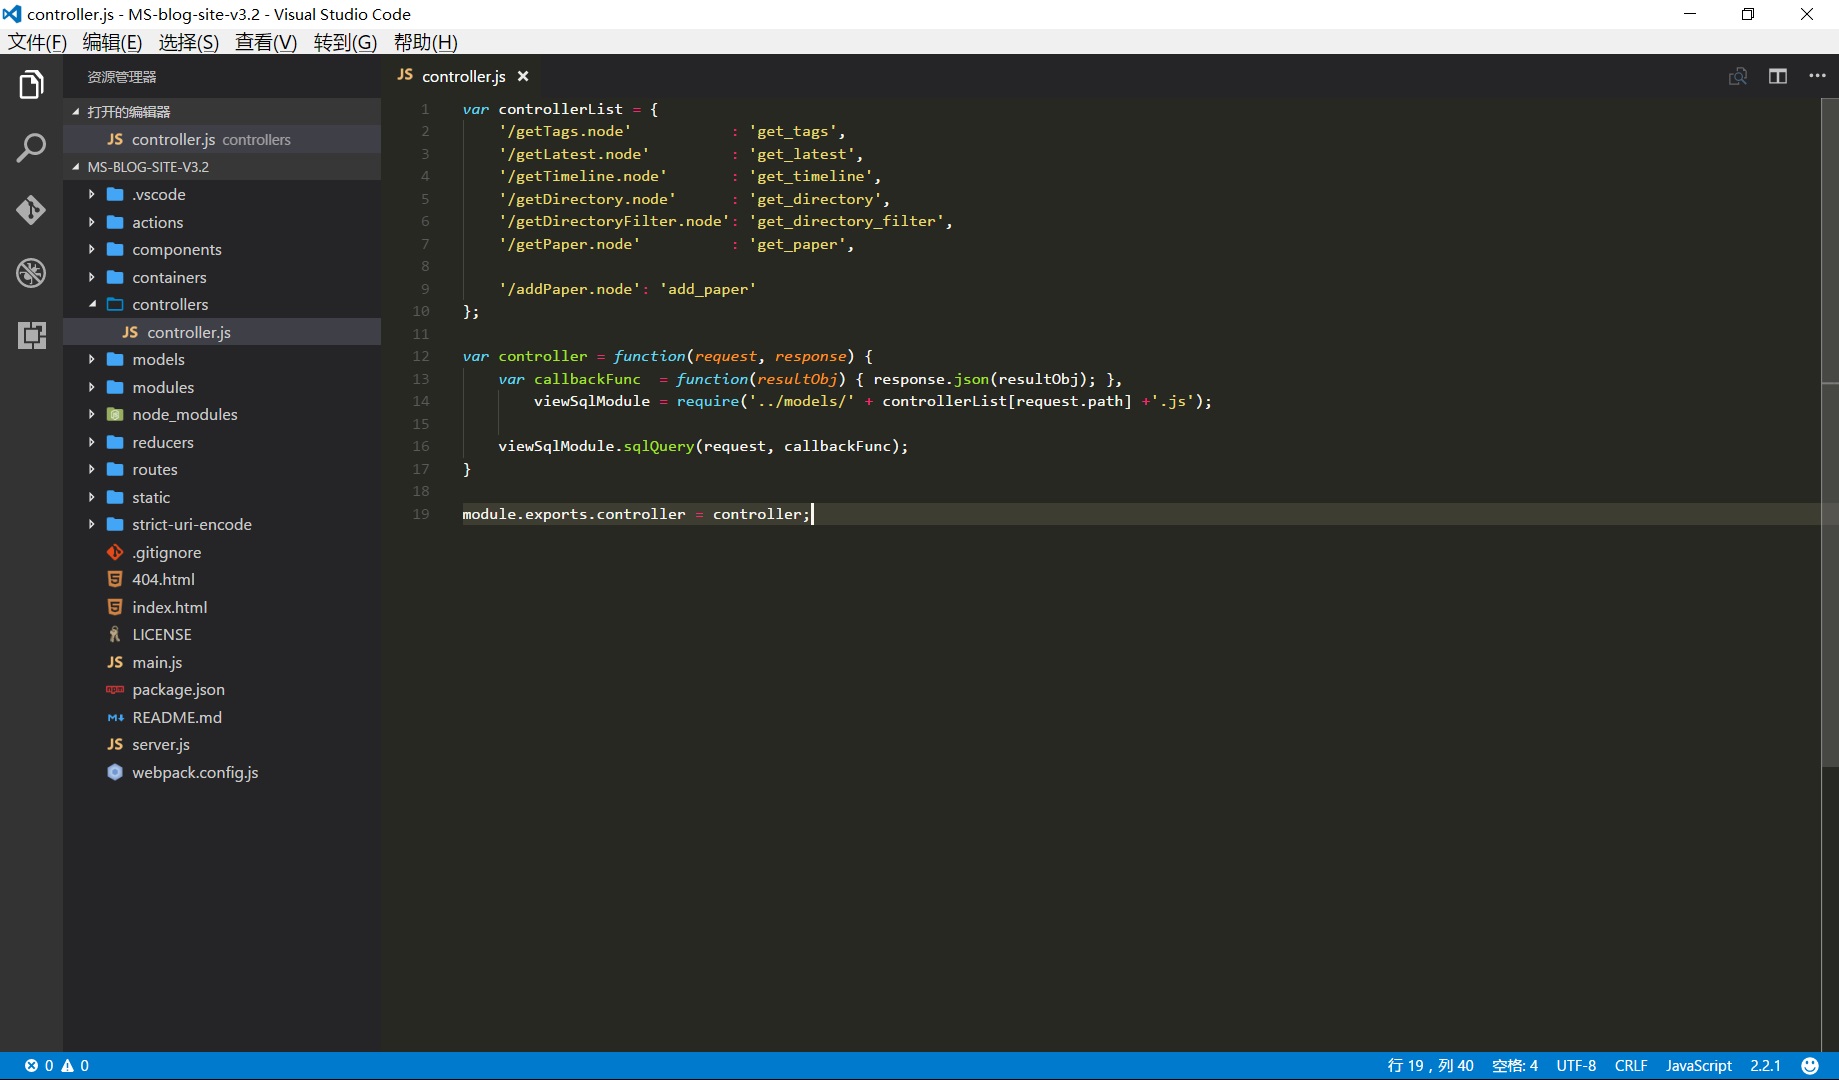 controller.js - MS-blog-site-v3.2 - Visual Studio Code
文件(F) 编辑(E) 选择(S) 查看(V) 转到(G) 帮助(H)
资源管理器
打开的编辑器
JS controller.js controllers
MS-BLOG-SITE-V3.2
.vscode
actions
components
containers
controllers
JS controller.js
models
modules
node_modules
reducers
routes
static
strict-uri-encode
.gitignore
404.html
index.html
LICENSE
JS main.js
package.json
README.md
JS server.js
webpack.config.js
JS controller.js
1 var controllerList = {
2 '/getTags.node' : 'get_tags',
3 '/getLatest.node' : 'get_latest',
4 '/getTimeline.node' : 'get_timeline',
5 '/getDirectory.node' : 'get_directory',
6 '/getDirectoryFilter.node': 'get_directory_filter',
7 '/getPaper.node' : 'get_paper',
8
9 '/addPaper.node': 'add_paper'
10 };
11
12 var controller = function(request, response) {
13 var callbackFunc = function(resultObj) { response.json(resultObj); },
14 viewSqlModule = require('../models/' + controllerList[request.path] +'.js');
15
16 viewSqlModule.sqlQuery(request, callbackFunc);
17 }
18
19 module.exports.controller = controller;
0 0
行 19，列 40 空格: 4 UTF-8 CRLF JavaScript 2.2.1